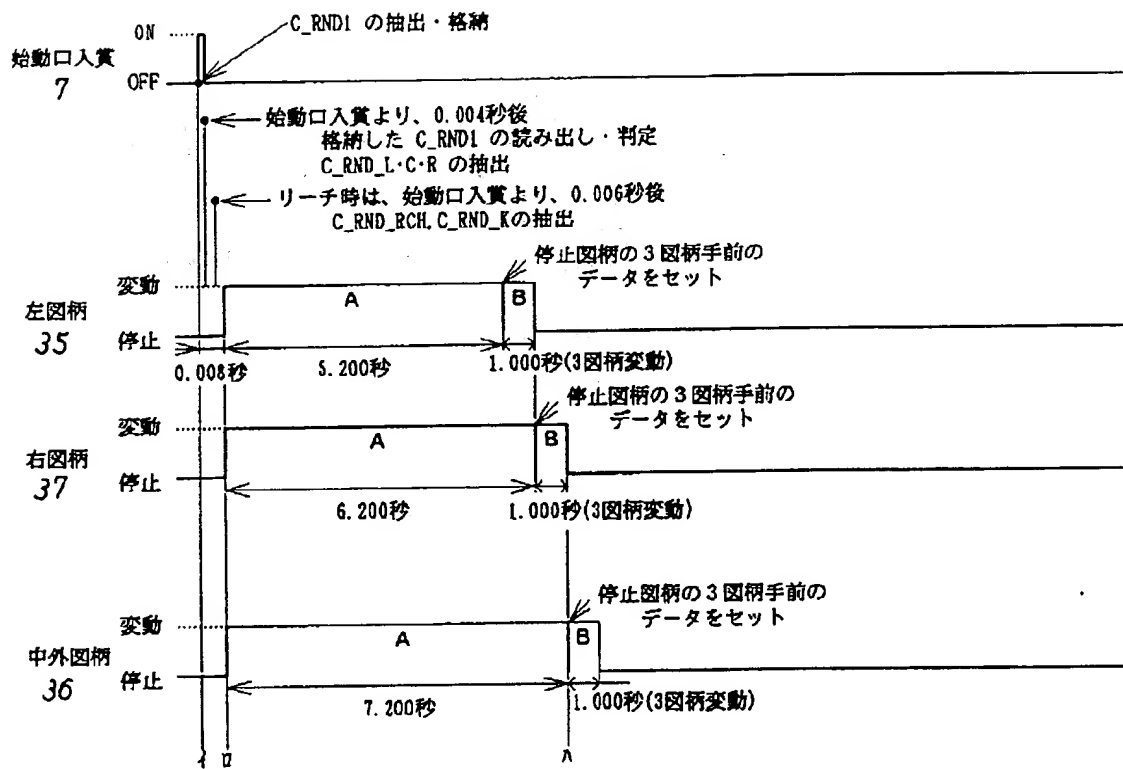 C_RND1 の抽出・格納
ON
始動口入賞
7
OFF
始動口入賞より、0.004秒後
格納した C_RND1 の読み出し・判定
C_RND_L・C・R の抽出
リーチ時は、始動口入賞より、0.006秒後
C_RND_RCH,C_RND_Kの抽出
停止図柄の3図柄手前の
データをセット
変動
A
B
左図柄
35
停止
0.008秒
5.200秒
1.000秒(3図柄変動)
停止図柄の3図柄手前の
データをセット
変動
A
B
右図柄
37
停止
6.200秒
1.000秒(3図柄変動)
停止図柄の3図柄手前の
データをセット
変動
A
B
中外図柄
36
停止
7.200秒
1.000秒(3図柄変動)
イ ロ ハ